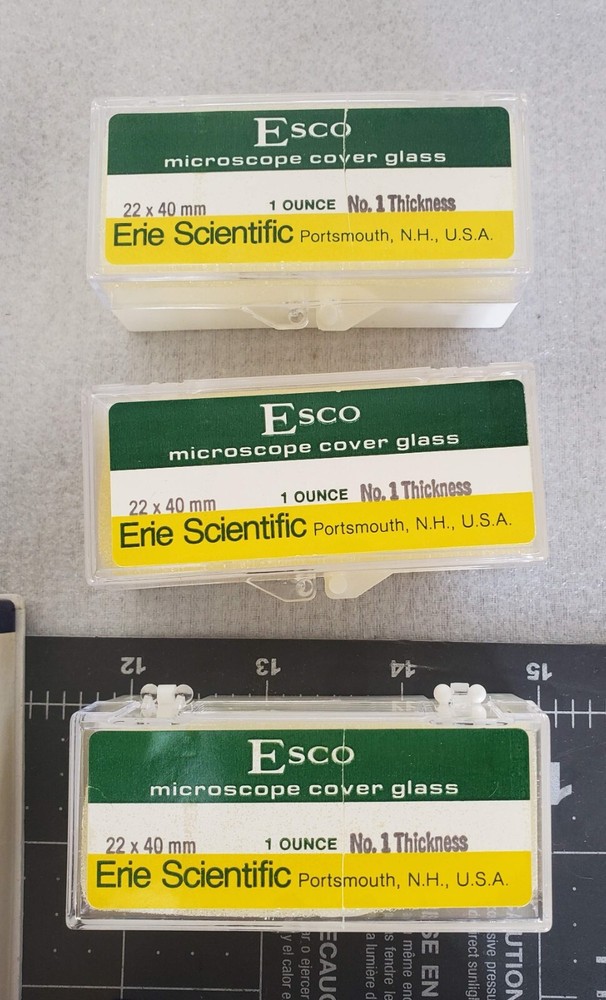 Esco
microscope cover glass
22 x 40 mm 1 OUNCE No. 1 Thickness
Erie Scientific Portsmouth, N.H., U.S.A.
Esco
microscope cover glass
22 x 40 mm 1 OUNCE No. 1 Thickness
Erie Scientific Portsmouth, N.H., U.S.A.
12 13 14 15
Esco
microscope cover glass
22 x 40 mm 1 OUNCE No. 1 Thickness
Erie Scientific Portsmouth, N.H., U.S.A.
1